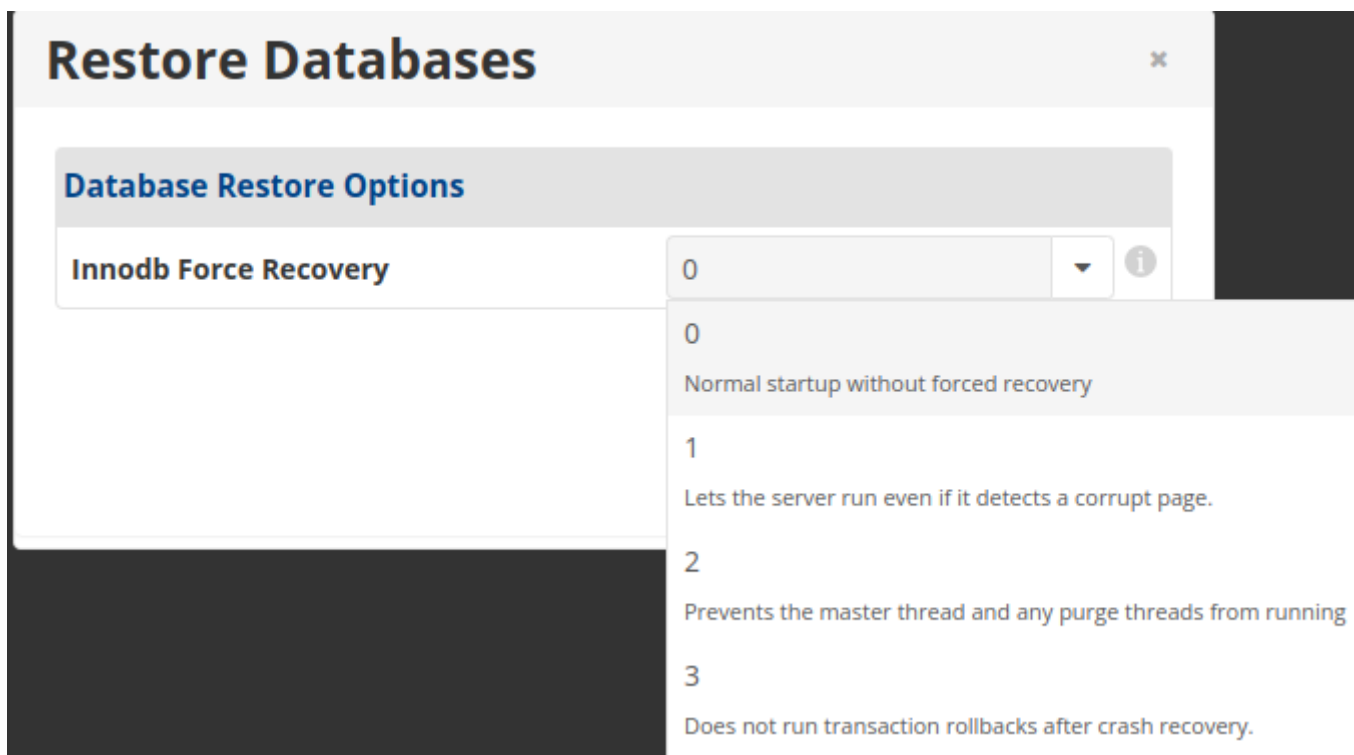 Restore Databases
Database Restore Options
Innodb Force Recovery
0
0
Normal startup without forced recovery
1
Lets the server run even if it detects a corrupt page.
2
Prevents the master thread and any purge threads from running
3
Does not run transaction rollbacks after crash recovery.